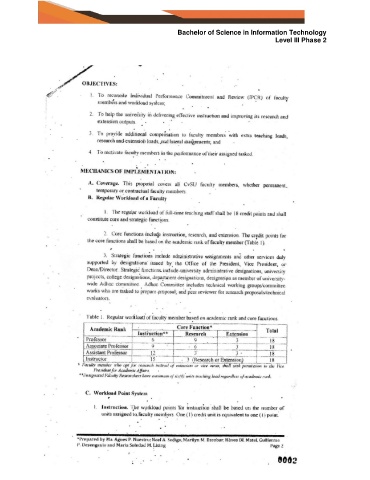 Bachelor of Science in Information Technology
Level III Phase 2
OBJECTIVES:
1. To reconcile Individual Performance Commitment and Review (IPCR) of faculty
members and workload system;
2. To help the university in delivering effective instruction and improving its research and
extension outputs.
3. To provide additional compensation to faculty members with extra teaching loads,
research and extension loads, and lateral assignments; and
4. To motivate faculty members in the performance of their assigned tasked
MECHANICS OF IMPLEMENTATION:
A. Coverage. This proposal covers all CvSU faculty members, whether permanent,
temporary or contractual faculty members.
B. Regular Workload of a Faculty
1. The regular workload of full-time teaching staff shall be 18 credit points and shall
constitute core and strategic functions.
2. Core functions include instruction, research, and extension. The credit points for
the core functions shall be based on the academic rank of faculty member (Table 1).
3. Strategic functions include administrative assignments and other services duly
supported by designations issued by the Office of the President, Vice President, or
Dean/Director. Strategic functions include university administrative designations, university
projects, college designations, department designations, designation as member of university-
wide Adhoc committee. Adhoc Committee includes technical working groups/committee
works who are tasked to prepare proposal; and peer reviewer for research proposals/technical
evaluators.
Table 1. Regular workload of faculty member based on academic rank and core functions.
Academic Rank Core Function* Total
Instruction** Research Extension
Professor 6 9 3 18
Associate Professor 9 6 3 18
Assistant Professor 12 3 18
Instructor 15 3 (Research or Extension) 18
* Faculty member who opt for research instead of extension or vice versa, shall seek permission to the Vice
President for Academic Affairs
**Designated Faculty Researchers have minimum of units teaching load regardless of academic rank.
C. Workload Point System
1. Instruction. The workload points for instruction shall be based on the number of
units assigned to faculty member. One (1) credit unit is equivalent to one (1) point.
*Prepared by Ma. Agnes P. Nuestro; Noel A. Sedigo, Marilyn M. Escobar; Matel, Guillermo
P. Desenganio and Maria Soledad M. Lising Page 2
0002